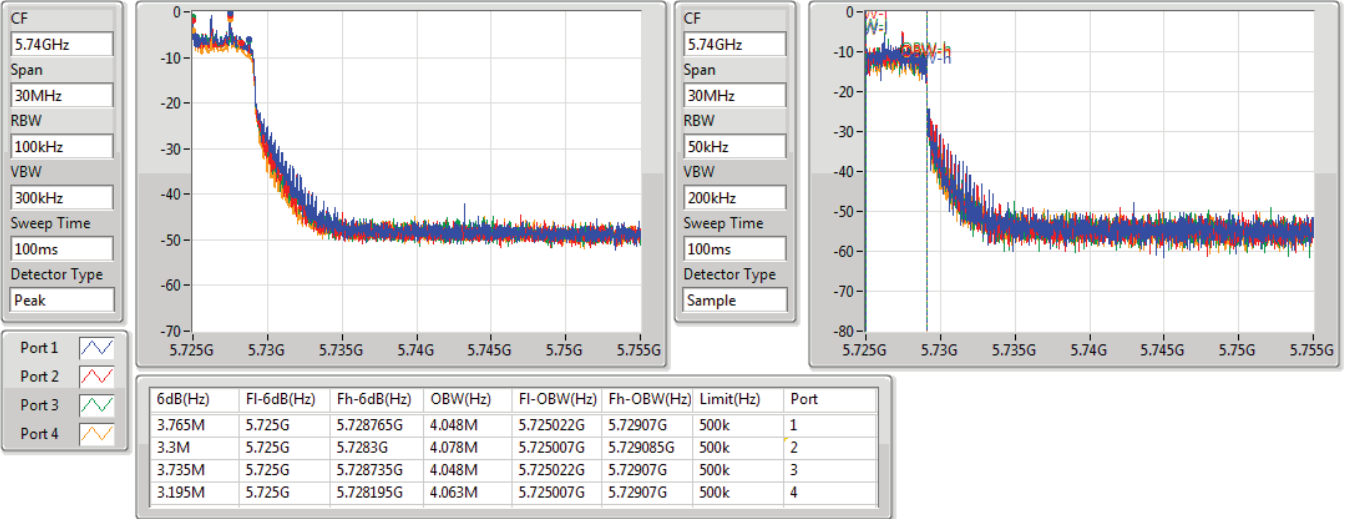 CF
5.74GHz
Span
30MHz
RBW
100kHz
VBW
300kHz
Sweep Time
100ms
Detector Type
Peak
0
-10
-20
-30
-40
-50
-60
-70
5.725G 5.73G 5.735G 5.74G 5.745G 5.75G 5.755G
CF
5.74GHz
Span
30MHz
RBW
50kHz
VBW
200kHz
Sweep Time
100ms
Detector Type
Sample
0
-10
-20
-30
-40
-50
-60
-70
-80
OBW-h
5.725G 5.73G 5.735G 5.74G 5.745G 5.75G 5.755G
Port 1
Port 2
Port 3
Port 4
6dB(Hz) Fl-6dB(Hz) Fh-6dB(Hz) OBW(Hz) Fl-OBW(Hz) Fh-OBW(Hz) Limit(Hz) Port
3.765M 5.725G 5.728765G 4.048M 5.725022G 5.72907G 500k 1
3.3M 5.725G 5.7283G 4.078M 5.725007G 5.729085G 500k 2
3.735M 5.725G 5.728735G 4.048M 5.725022G 5.72907G 500k 3
3.195M 5.725G 5.728195G 4.063M 5.725007G 5.72907G 500k 4